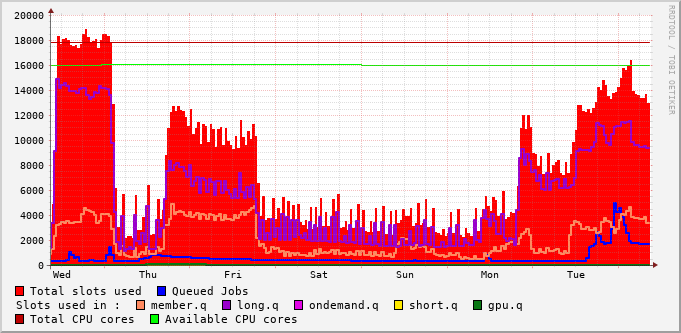 20000
18000
16000
14000
12000
10000
8000
6000
4000
2000
0
Wed Thu Fri Sat Sun Mon Tue
RRDTOOL / TOBI OETIKER
Total slots used Queued Jobs
Slots used in : member.q long.q ondemand.q short.q gpu.q
Total CPU cores Available CPU cores